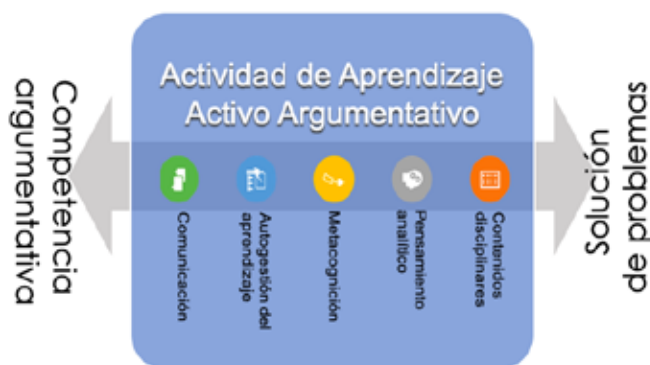 Actividad de Aprendizaje
Activo Argumentativo
Competencia
argumentativa
Comunicación
Autogestión del
aprendizaje
Metacognición
Pensamiento
analítico
Contenidos
disciplinares
Solución
de problemas